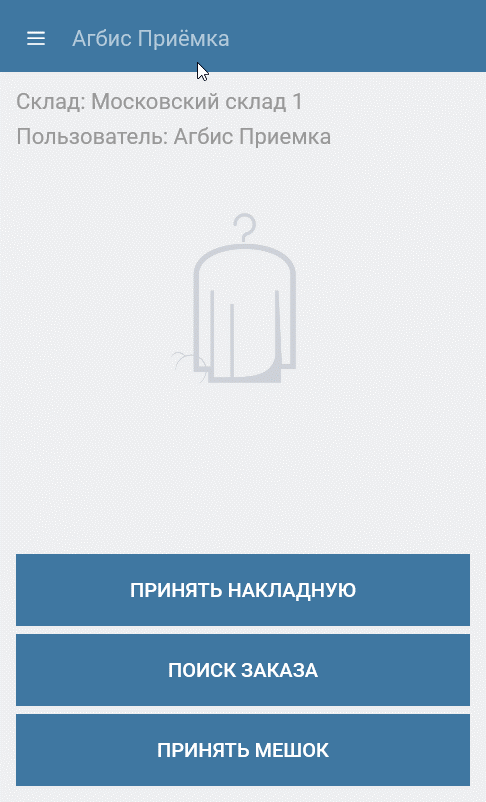 Агбис Приёмка
Склад: Московский склад 1
Пользователь: Агбис Приемка
ПРИНЯТЬ НАКЛАДНУЮ
ПОИСК ЗАКАЗА
ПРИНЯТЬ МЕШОК